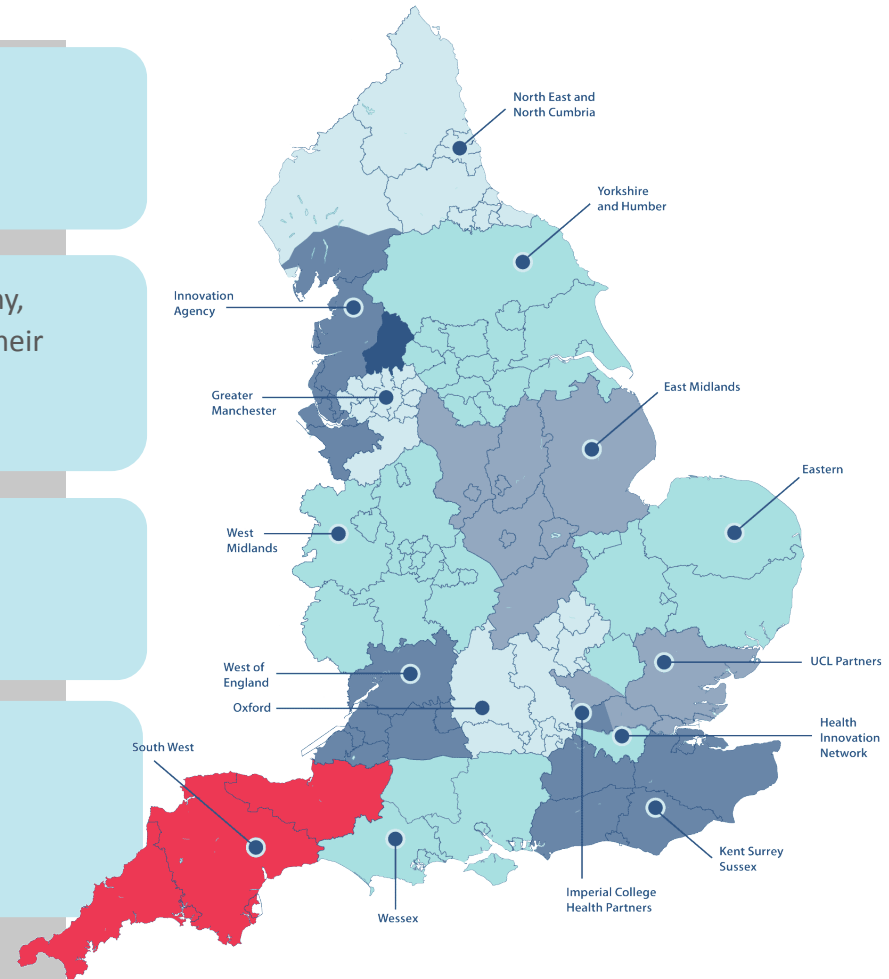 North East and
North Cumbria
Yorkshire
and Humber
Innovation
Agency
Greater
Manchester
East Midlands
Eastern
West
Midlands
West of
England
Oxford
UCL Partners
Health
Innovation
Network
South West
Kent Surrey
Sussex
Imperial College
Health Partners
Wessex